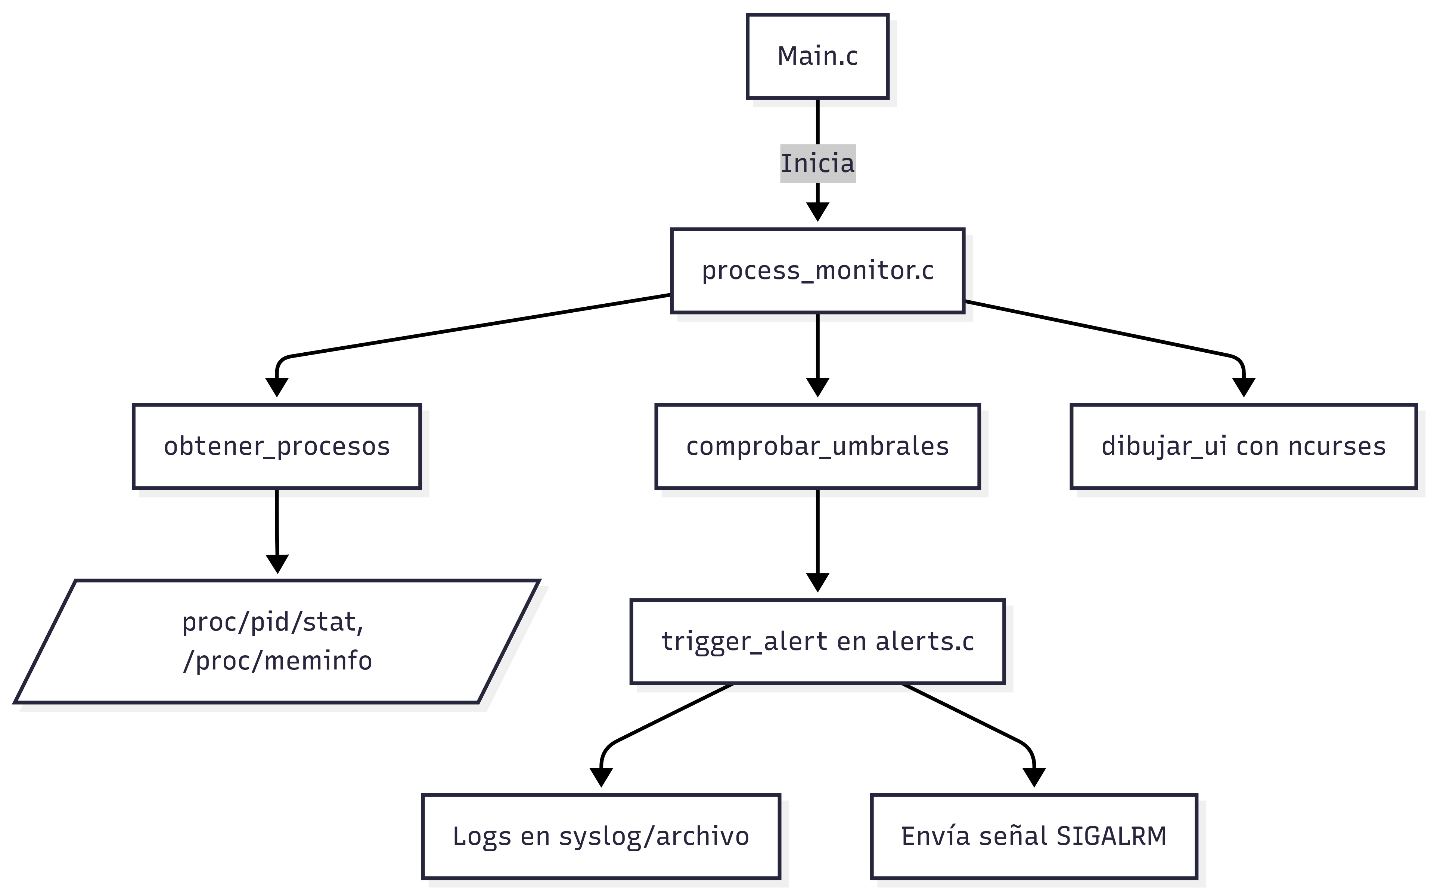 Main.c
Inicia
process_monitor.c
obtener_procesos
comprobar_umbrales
dibujar_ui con ncurses
proc/pid/stat,
/proc/meminfo
trigger_alert en alerts.c
Logs en syslog/archivo
Envía señal SIGALRM